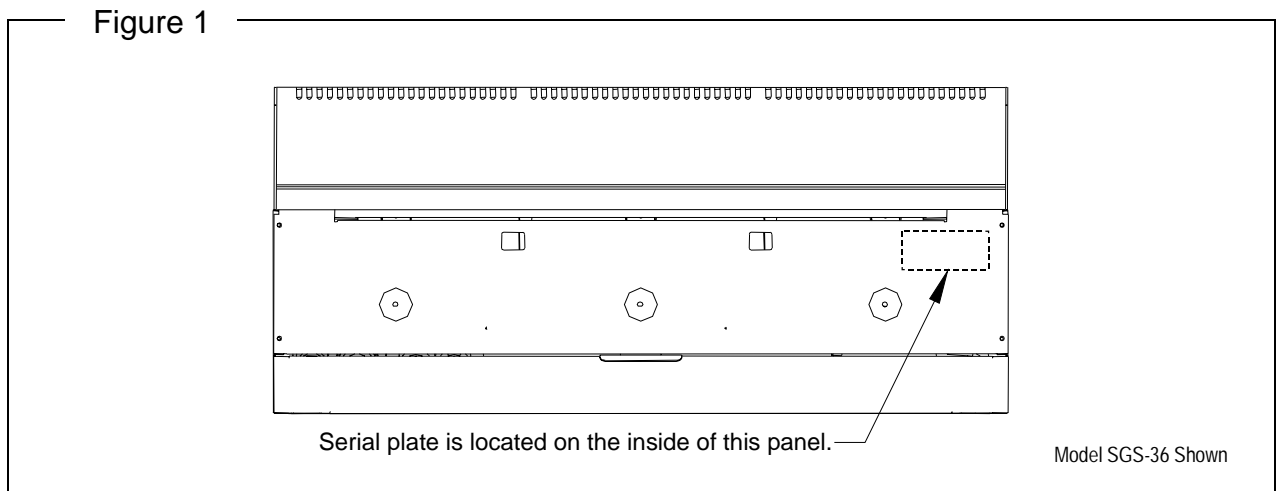 Figure 1
Serial plate is located on the inside of this panel.
Model SGS-36 Shown